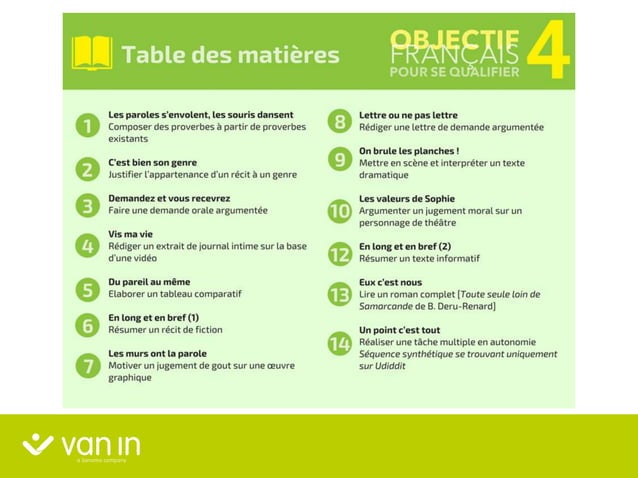 Table des matières
OBJECTIF
FRANÇAIS
POUR SE QUALIFIER
4
1
Les paroles s'envolent, les souris dansent
Composer des proverbes à partir de proverbes
existants
2
C'est bien son genre
Justifier l'appartenance d'un récit à un genre
3
Demandez et vous recevrez
Faire une demande orale argumentée
4
Vis ma vie
Rédiger un extrait de journal intime sur la base
d'une vidéo
5
Du pareil au même
Elaborer un tableau comparatif
6
En long et en bref (1)
Résumer un récit de fiction
7
Les murs ont la parole
Motiver un jugement de gout sur une œuvre
graphique
8
Lettre ou ne pas lettre
Rédiger une lettre de demande argumentée
9
On brule les planches !
Mettre en scène et interpréter un texte
dramatique
10
Les valeurs de Sophie
Argumenter un jugement moral sur un
personnage de théâtre
12
En long et en bref (2)
Résumer un texte informatif
13
Eux c'est nous
Lire un roman complet [Toute seule loin de
Samarcande de B. Deru-Renard]
14
Un point c'est tout
Réaliser une tâche multiple en autonomie
Séquence synthétique se trouvant uniquement
sur Udiddit
van in
a Sanoma company